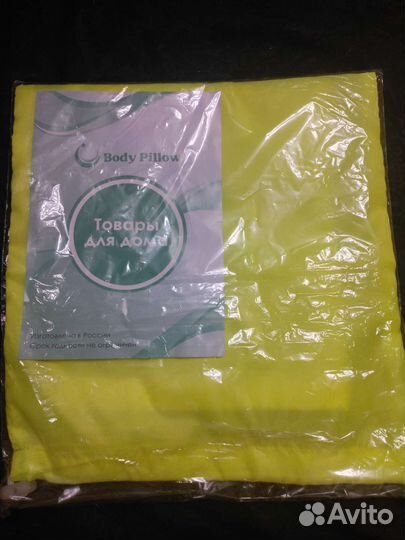 Body Pillow
Товары
для дома
Изготовлено в России
Срок годности не ограничен
Avito